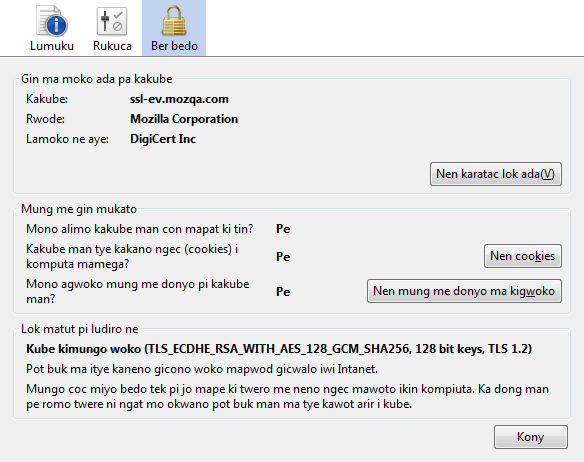 Lumuku Rukuca Ber bedo
Gin ma moko ada pa kakube
Kakube: ssl-ev.mozqa.com
Rwode: Mozilla Corporation
Lamoko ne aye: DigiCert Inc
Nen karatac lok ada(V)
Mung me gin mukato
Mono alimo kakube man con mapat ki tin? Pe
Kakube man tye kakano ngec (cookies) i
komputa mamega? Pe Nen cookies
Mono agwoko mung me donyo pi kakube
man? Pe Nen mung me donyo ma kigwoko
Lok matut pi ludiro ne
Kube kimungo woko (TLS_ECDHE_RSA_WITH_AES_128_GCM_SHA256, 128 bit keys, TLS 1.2)
Pot buk ma itye kaneno gicono woko mapwod gicwalo iwi Intanet.
Mungo coc miyo bedo tek pi jo mape ki twero me neno ngec mawoto ikin kompiuta. Ka dong man
pe romo twere ni ngat mo okwano pot buk man ma tye kawot arir i kube.
Kony